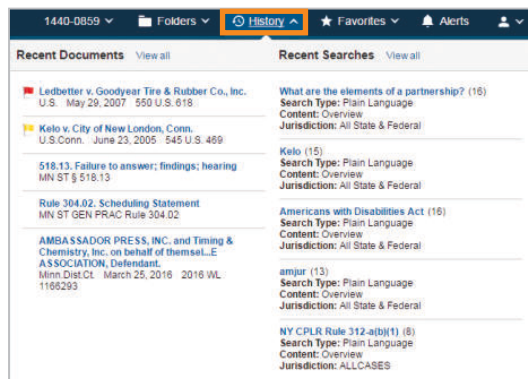 1440-0859 Folders History Favorites Alerts
Recent Documents View all
Ledbetter v. Goodyear Tire & Rubber Co., Inc.
U.S. May 29, 2007 550 U.S. 618
Kelo v. City of New London, Conn.
U.S.Conn. June 23, 2005 545 U.S. 469
518.13. Failure to answer; findings; hearing
MN ST § 518.13
Rule 304.02. Scheduling Statement
MN ST GEN PRAC Rule 304.02
AMBASSADOR PRESS, INC. and Timing &
Chemistry, Inc. on behalf of themsel...E
ASSOCIATION, Defendant.
Minn.Dist.Ct. March 25, 2016 2016 WL
1166293
Recent Searches View all
What are the elements of a partnership? (16)
Search Type: Plain Language
Content: Overview
Jurisdiction: All State & Federal
Kelo (15)
Search Type: Plain Language
Content: Overview
Jurisdiction: All State & Federal
Americans with Disabilities Act (16)
Search Type: Plain Language
Content: Overview
Jurisdiction: All State & Federal
amjur (13)
Search Type: Plain Language
Content: Overview
Jurisdiction: All State & Federal
NY CPLR Rule 312-a(b)(1) (8)
Search Type: Plain Language
Content: Overview
Jurisdiction: ALLCASES